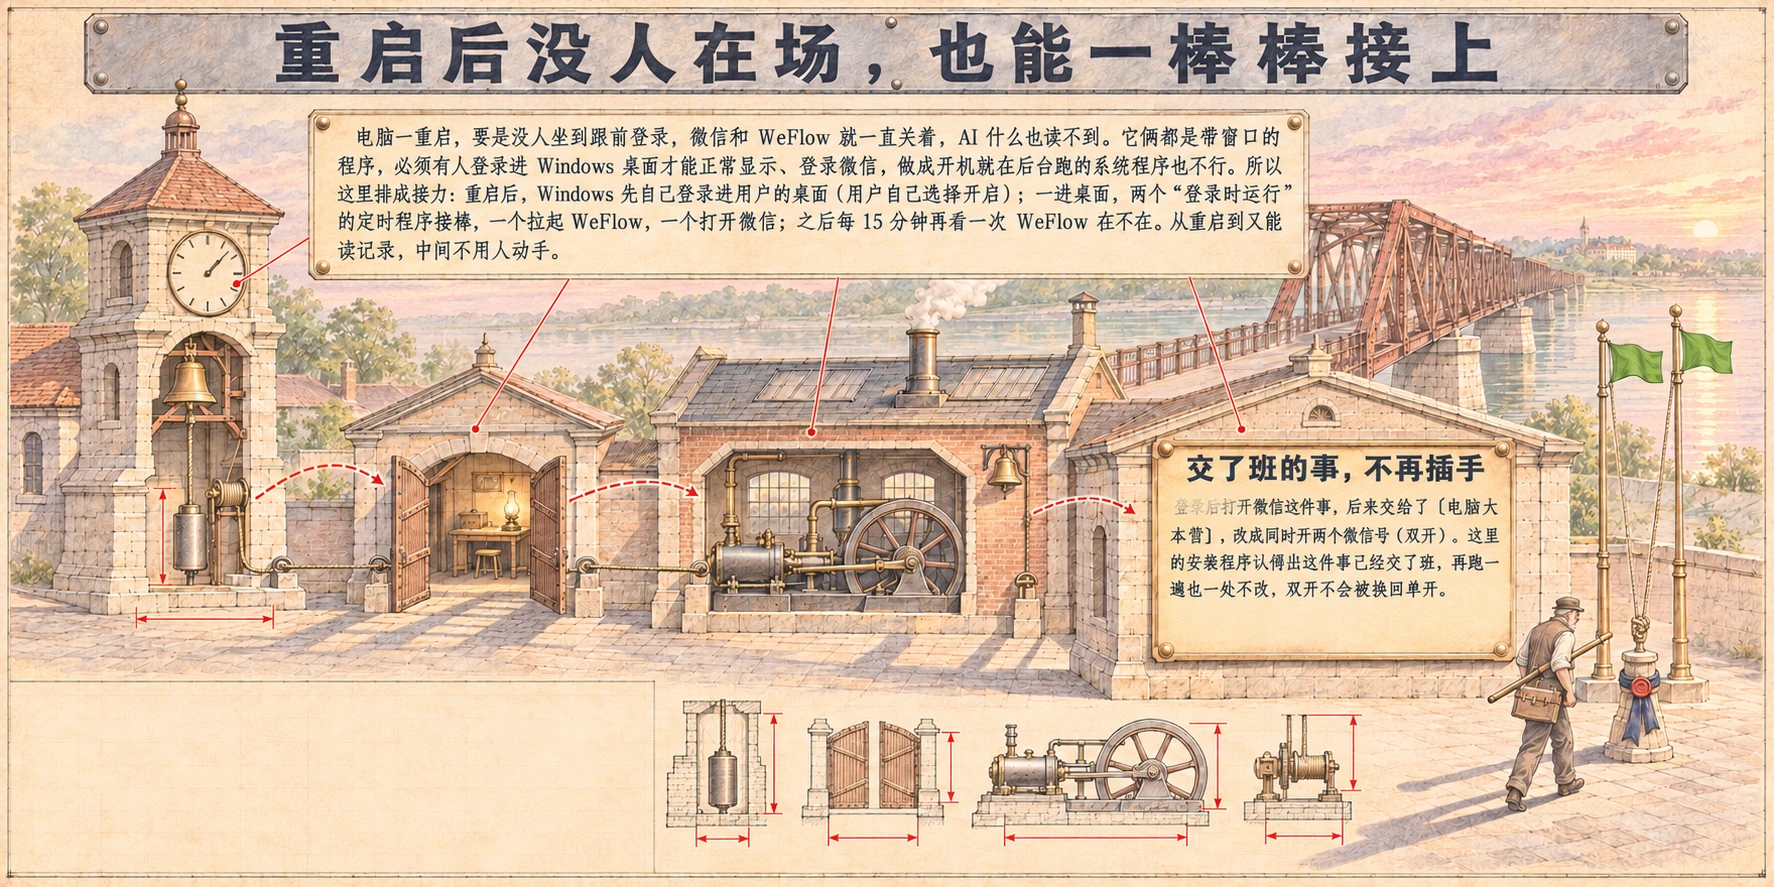 重启后没人在场，也能一棒棒接上
电脑一重启，要是没人坐到跟前登录，微信和 WeFlow 就一直关着，AI 什么也读不到。它俩都是带窗口的
程序，必须有人登录进 Windows 桌面才能正常显示、登录微信，做成开机就在后台跑的系统程序也不行。所以
这里排成接力：重启后，Windows 先自己登录进用户的桌面（用户自己选择开启）；一进桌面，两个“登录时运行”
的定时程序接棒，一个拉起 WeFlow，一个打开微信；之后每 15 分钟再看一次 WeFlow 在不在。从重启到又能
读记录，中间不用人动手。
交了班的事，不再插手
登录后打开微信这件事，后来交给了〔电脑大
本营〕，改成同时开两个微信号（双开）。这里
的安装程序认得出这件事已经交了班，再跑一
遍也一处不改，双开不会被换回单开。